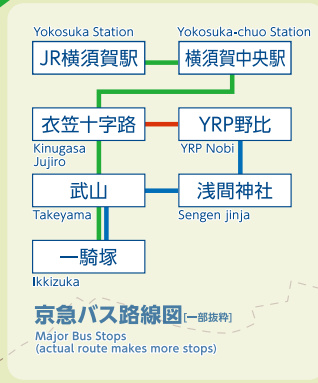 Yokosuka Station
Yokosuka-chuo Station
JR横須賀駅
横須賀中央駅
衣笠十字路
YRP野比
Kinugasa
Jujiro
YRP Nobi
武山
浅間神社
Takeyama
Sengen jinja
一騎塚
Ikkizuka
京急バス路線図[一部抜粋]
Major Bus Stops
(actual route makes more stops)